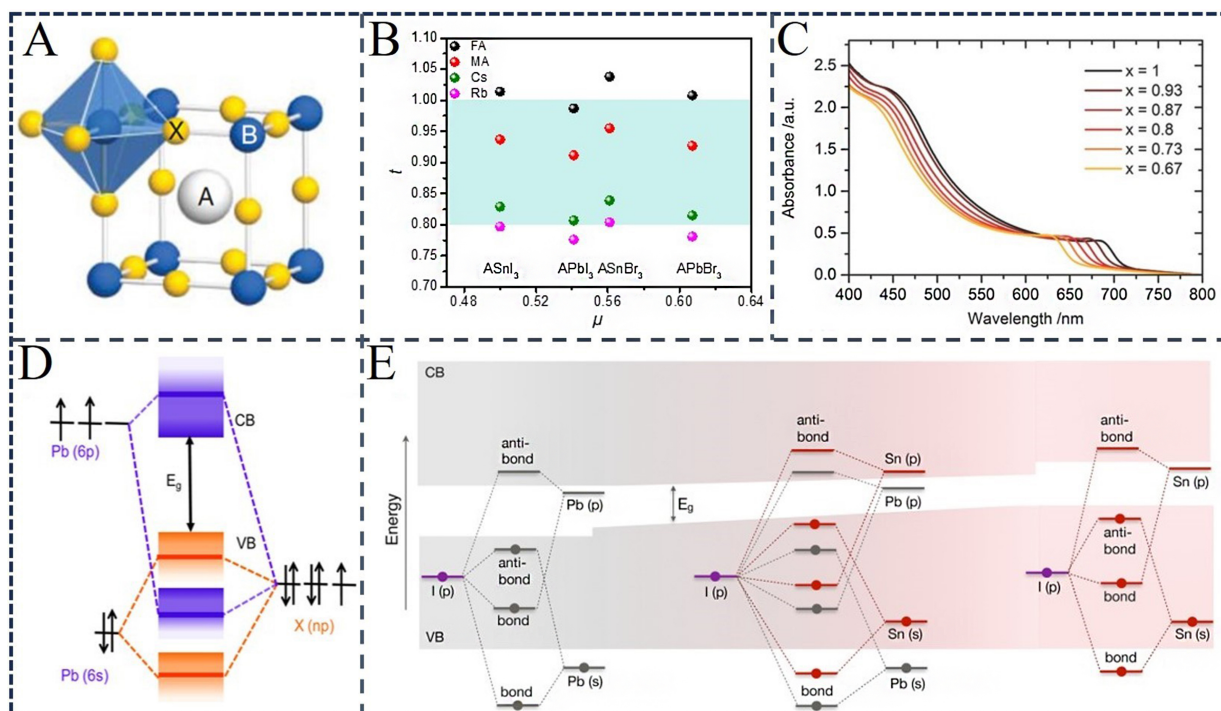 A
X
B
A
B
1.10
1.05
1.00
0.95
0.90
0.85
0.80
0.75
0.70
t
FA
MA
Cs
Rb
ASnI3
APbI3
ASnBr3
APbBr3
0.48
0.52
0.56
0.60
0.64
μ
C
2.5
2.0
1.5
1.0
0.5
0.0
Absorbance /a.u.
x = 1
x = 0.93
x = 0.87
x = 0.8
x = 0.73
x = 0.67
400
450
500
550
600
650
700
750
800
Wavelength /nm
D
CB
Pb (6p)
Eg
VB
X (np)
Pb (6s)
E
CB
Energy
VB
anti-
bond
Pb (p)
anti-
bond
I (p)
bond
Pb (s)
bond
Eg
anti-
bond
Sn (p)
Pb (p)
I (p)
Sn (s)
bond
Pb (s)
anti-
bond
Sn (p)
anti-
bond
I (p)
bond
Sn (s)
bond